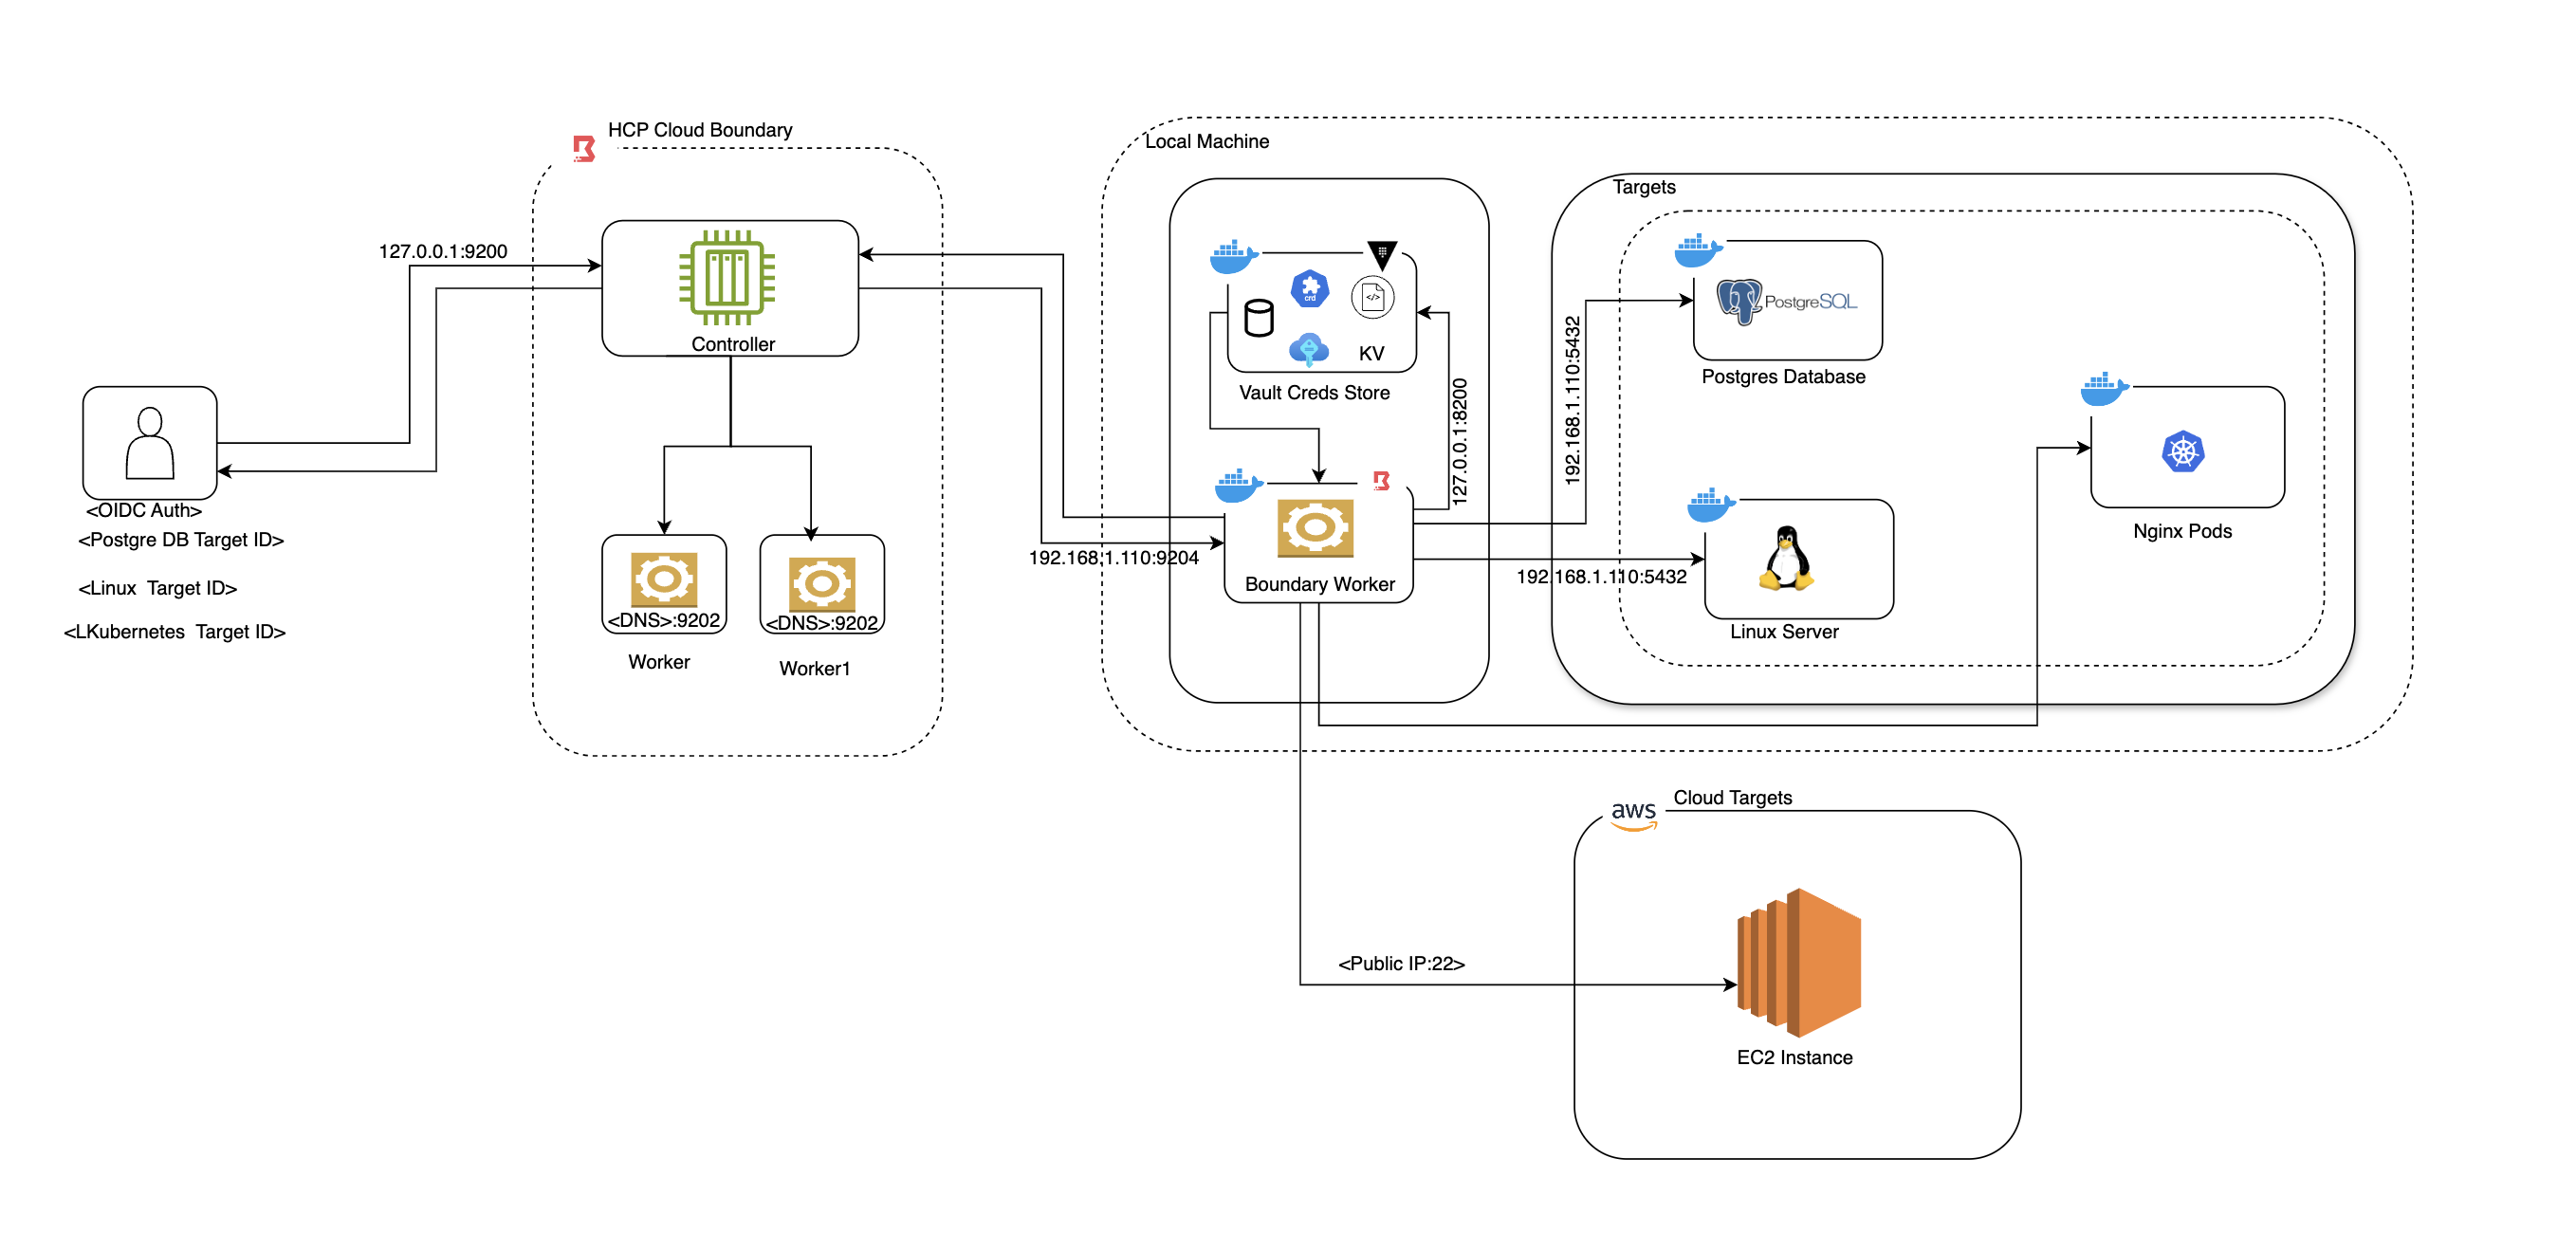 HCP Cloud Boundary
127.0.0.1:9200
Controller
<OIDC Auth>
<Postgre DB Target ID>
<Linux  Target ID>
<LKubernetes  Target ID>
<DNS>:9202
Worker
<DNS>:9202
Worker1
Local Machine
crd
</>
KV
Vault Creds Store
127.0.0.1:8200
192.168.1.110:9204
Boundary Worker
Targets
192.168.1.110:5432
PostgreSQL
Postgres Database
192.168.1.110:5432
Linux Server
Nginx Pods
aws
Cloud Targets
<Public IP:22>
EC2 Instance